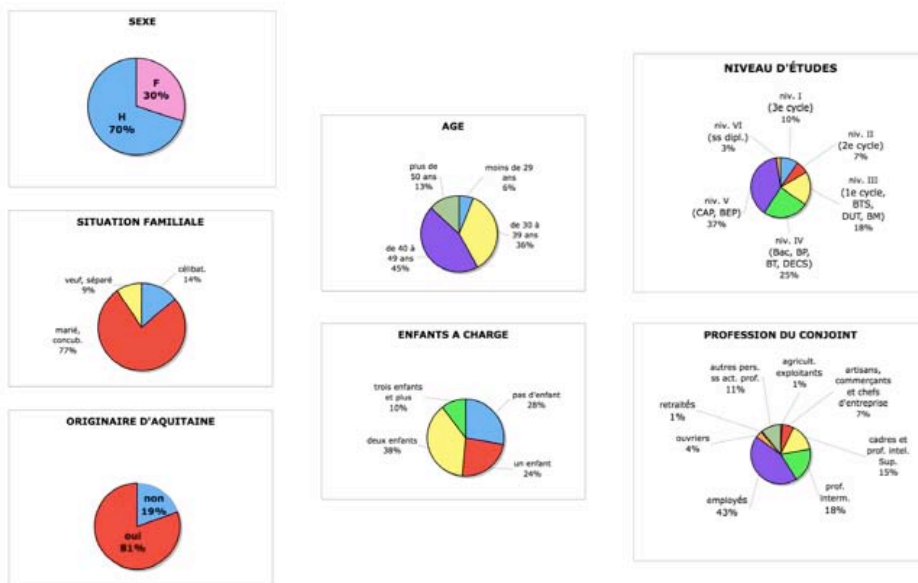 SEXE
F
30%
H
70%
SITUATION FAMILIALE
veuf, séparé
9%
célibat.
14%
marié,
concub.
77%
ORIGINAIRE D'AQUITAINE
non
19%
oui
81%
AGE
plus de
50 ans
13%
moins de 29
ans
6%
de 30 à
39 ans
36%
de 40 à
49 ans
45%
ENFANTS A CHARGE
trois enfants
et plus
10%
pas d'enfant
28%
deux enfants
38%
un enfant
24%
NIVEAU D'ÉTUDES
niv. I
(3e cycle)
10%
niv. VI
(ss dipl.)
3%
niv. II
(2e cycle)
7%
niv. III
(1e cycle,
BTS,
DUT, BM)
18%
niv. V
(CAP, BEP)
37%
niv. IV
(Bac, BP,
BT, DECS)
25%
PROFESSION DU CONJOINT
autres pers.
ss act. prof.
11%
agricult.
exploitants
1%
artisans,
commerçants
et chefs
d'entreprise
7%
retraités
1%
ouvriers
4%
cadres et
prof. intel.
Sup.
15%
employés
43%
prof.
interm.
18%